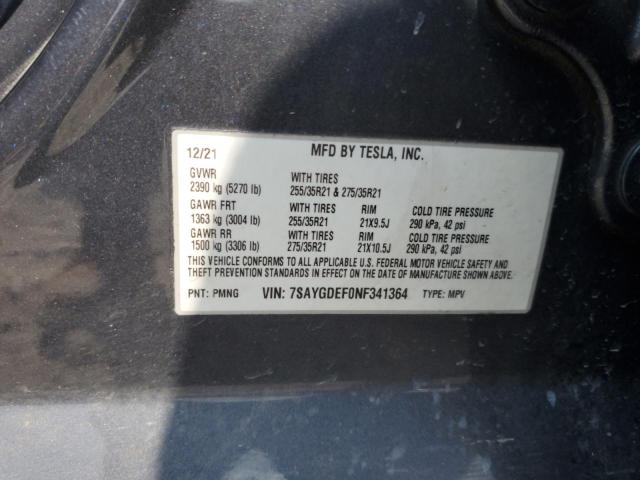 12/21 MFD BY TESLA, INC.
GVWR WITH TIRES
2390 kg (5270 lb) 255/35R21 & 275/35R21
GAWR FRT WITH TIRES RIM COLD TIRE PRESSURE
1363 kg (3004 lb) 255/35R21 21X9.5J 290 kPa, 42 psi
GAWR RR WITH TIRES RIM COLD TIRE PRESSURE
1500 kg (3306 lb) 275/35R21 21X10.5J 290 kPa, 42 psi
THIS VEHICLE CONFORMS TO ALL APPLICABLE U.S. FEDERAL MOTOR VEHICLE SAFETY AND
THEFT PREVENTION STANDARDS IN EFFECT ON THE DATE OF MANUFACTURE SHOWN ABOVE.
PNT: PMNG VIN: 7SAYGDEF0NF341364 TYPE: MPV